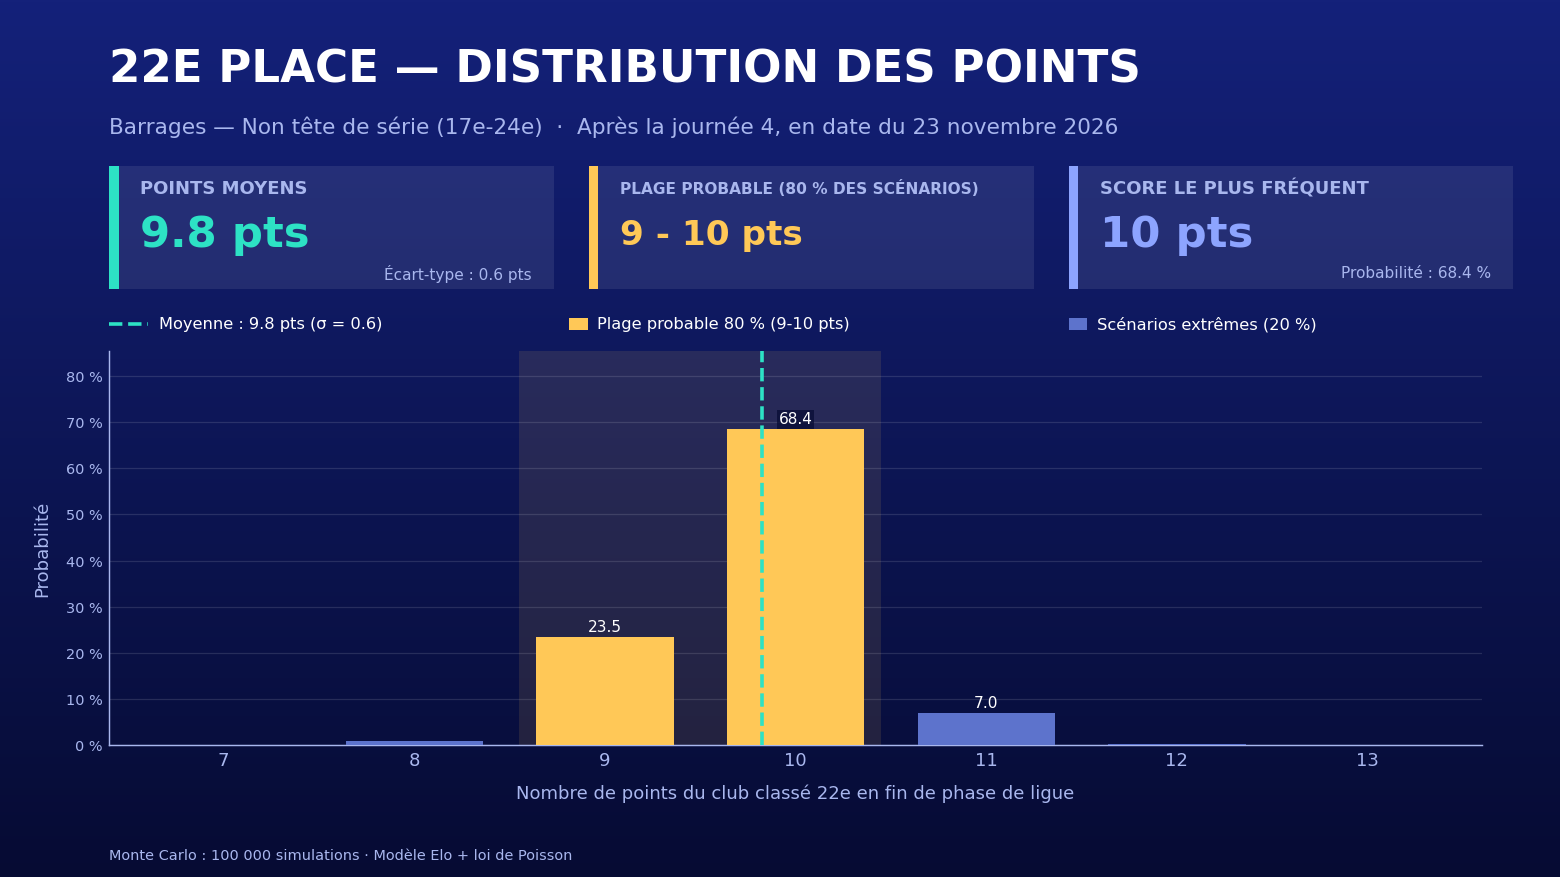 22E PLACE — DISTRIBUTION DES POINTS
Barrages — Non tête de série (17e-24e)  ·  Après la journée 4, en date du 23 novembre 2026
POINTS MOYENS
9.8 pts
Écart-type : 0.6 pts
PLAGE PROBABLE (80 % DES SCÉNARIOS)
9 - 10 pts
SCORE LE PLUS FRÉQUENT
10 pts
Probabilité : 68.4 %
Moyenne : 9.8 pts (σ = 0.6)
Plage probable 80 % (9-10 pts)
Scénarios extrêmes (20 %)
Probabilité
80 %
70 %
60 %
50 %
40 %
30 %
20 %
10 %
0 %
23.5
68.4
7.0
7
8
9
10
11
12
13
Nombre de points du club classé 22e en fin de phase de ligue
Monte Carlo : 100 000 simulations · Modèle Elo + loi de Poisson